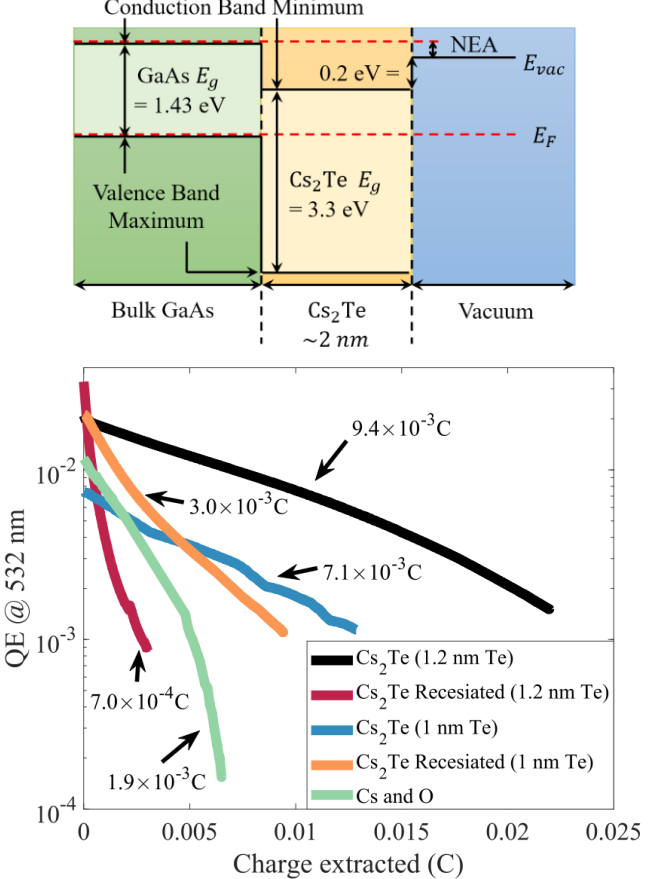 Conduction Band Minimum
NEA
GaAs E_g
= 1.43 eV
0.2 eV =
E_vac
E_F
Valence Band
Maximum
Cs₂Te E_g
= 3.3 eV
Bulk GaAs
Cs₂Te
~2 nm
Vacuum
QE @ 532 nm
10⁻²
10⁻³
10⁻⁴
9.4×10⁻³C
3.0×10⁻³C
7.1×10⁻³C
7.0×10⁻⁴C
1.9×10⁻³C
Cs₂Te (1.2 nm Te)
Cs₂Te Recesiated (1.2 nm Te)
Cs₂Te (1 nm Te)
Cs₂Te Recesiated (1 nm Te)
Cs and O
0 0.005 0.01 0.015 0.02 0.025
Charge extracted (C)